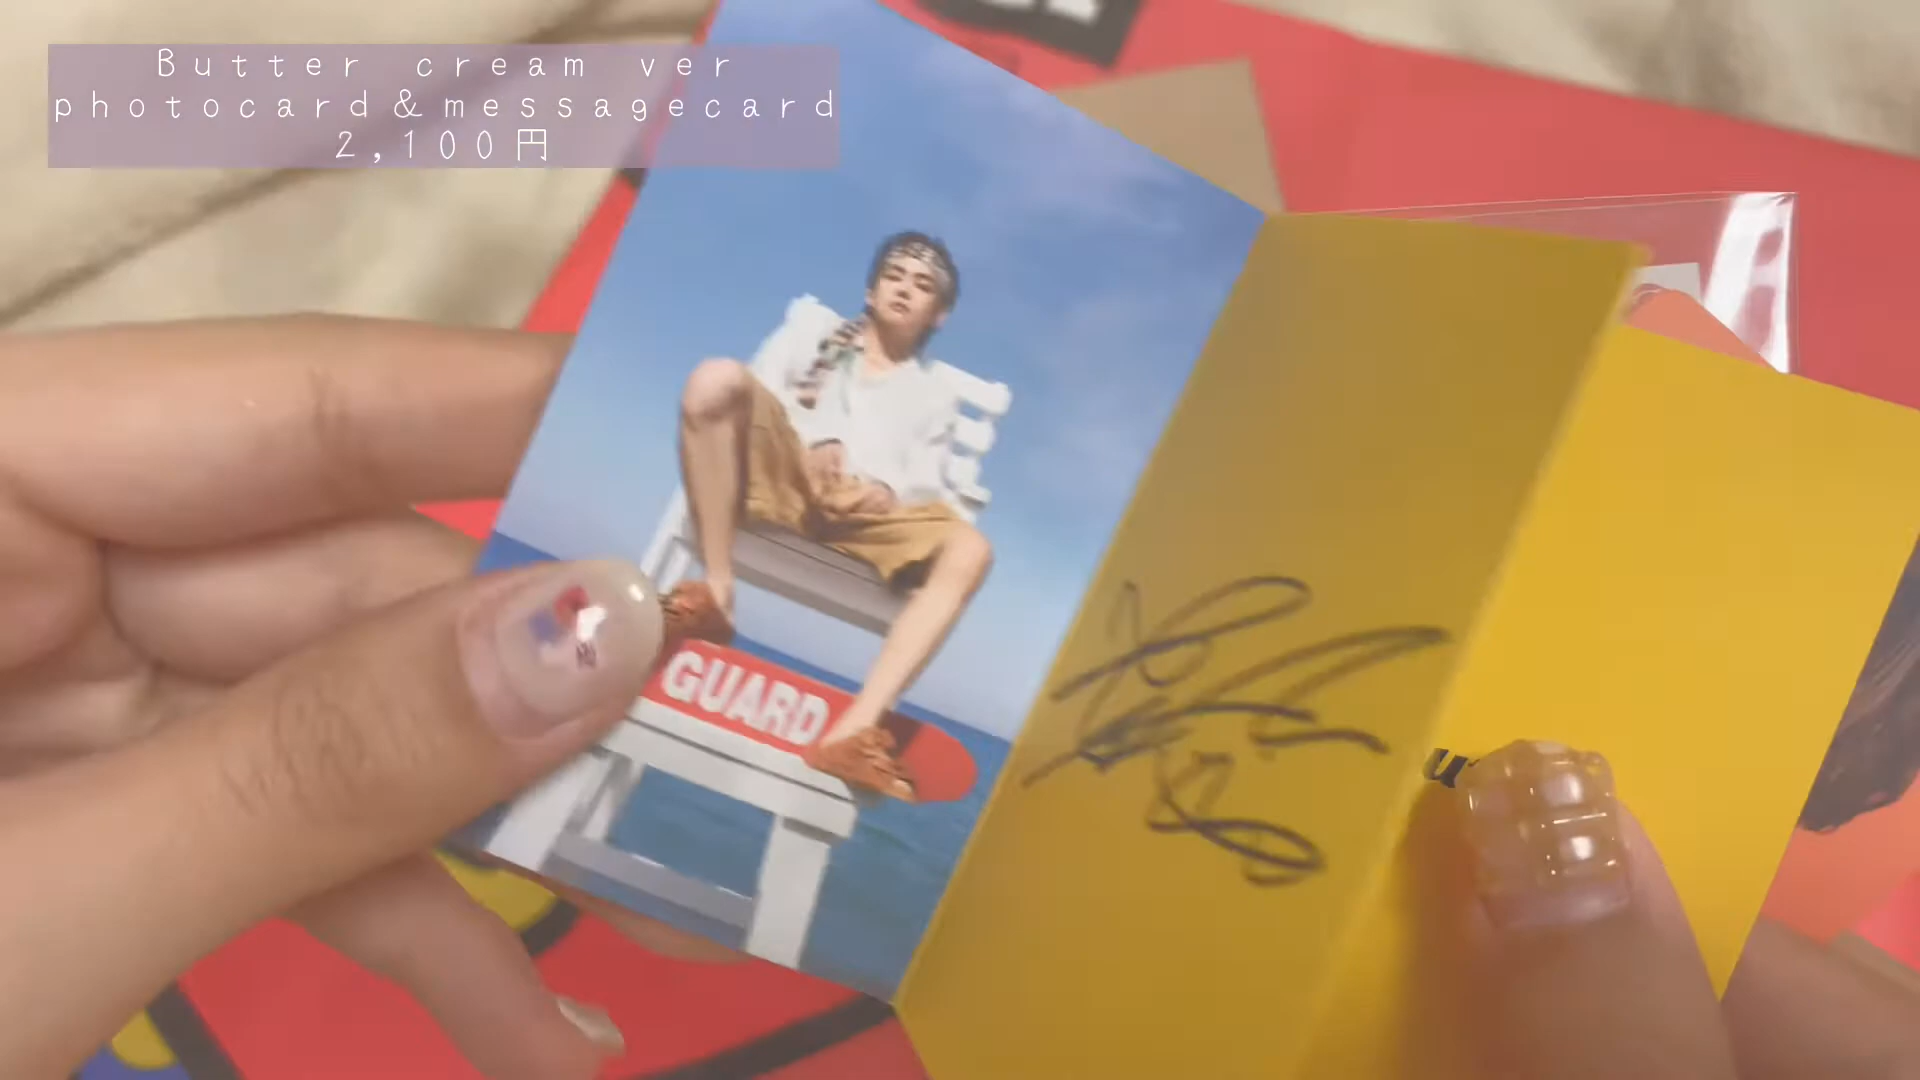 Butter cream ver
photocard&messagecard
2,100円
GUARD
u